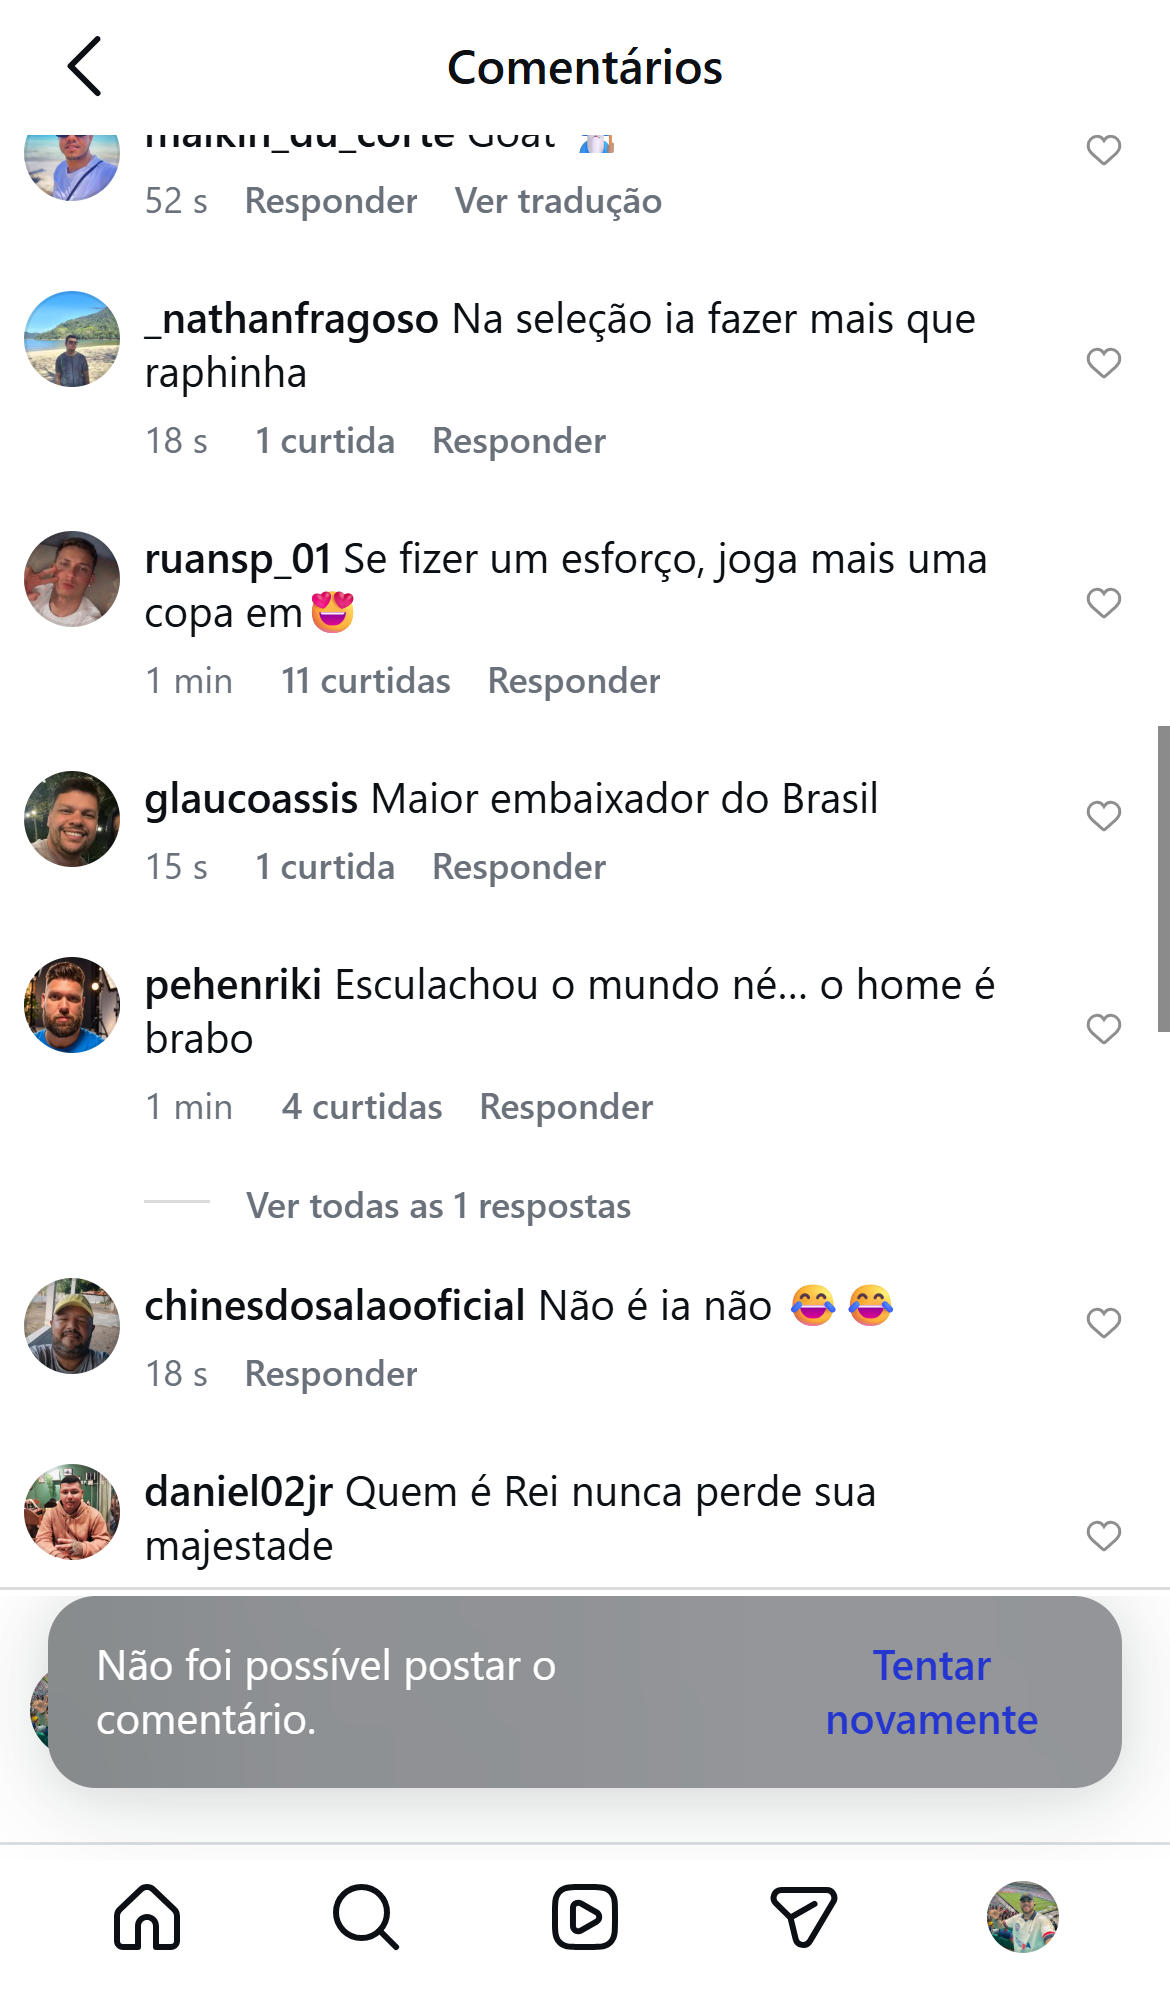 Comentários
maikin_du_corte Goat
52 s Responder Ver tradução
_nathanfragoso Na seleção ia fazer mais que
raphinha
18 s 1 curtida Responder
ruansp_01 Se fizer um esforço, joga mais uma
copa em😍
1 min 11 curtidas Responder
glaucoassis Maior embaixador do Brasil
15 s 1 curtida Responder
pehenriki Esculachou o mundo né... o home é
brabo
1 min 4 curtidas Responder
Ver todas as 1 respostas
chinesdosalaooficial Não é ia não 😂😂
18 s Responder
daniel02jr Quem é Rei nunca perde sua
majestade
Não foi possível postar o
comentário.
Tentar
novamente